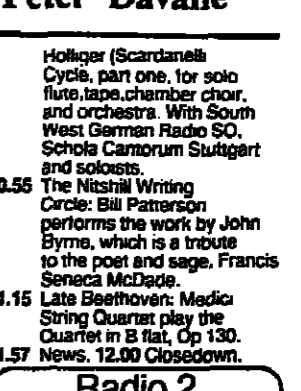 Peter Davalle
Holliger (Scardanelli
Cycle, part one, for solo
flute,tape,chamber choir,
and orchestra. With South
West German Radio SO,
Schola Cantorum Stuttgart
and soloists.
0.55 The Nitshill Writing
Circle: Bill Patterson
performs the work by John
Byrne, which is a tribute
to the poet and sage, Francis
Seneca McDade.
1.15 Late Beethoven: Medici
String Quartet play the
Quartet in B flat, Op 130.
1.57 News. 12.00 Closedown.
Radio 2